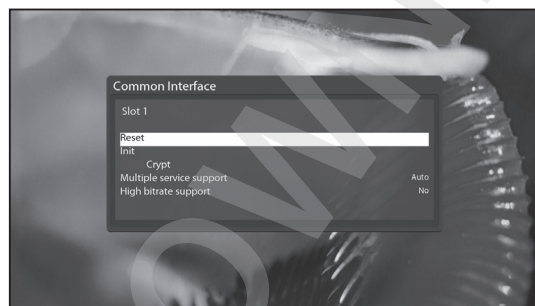 Common Interface
Slot 1
Reset
Init
Crypt
Multiple service support Auto
High bitrate support No